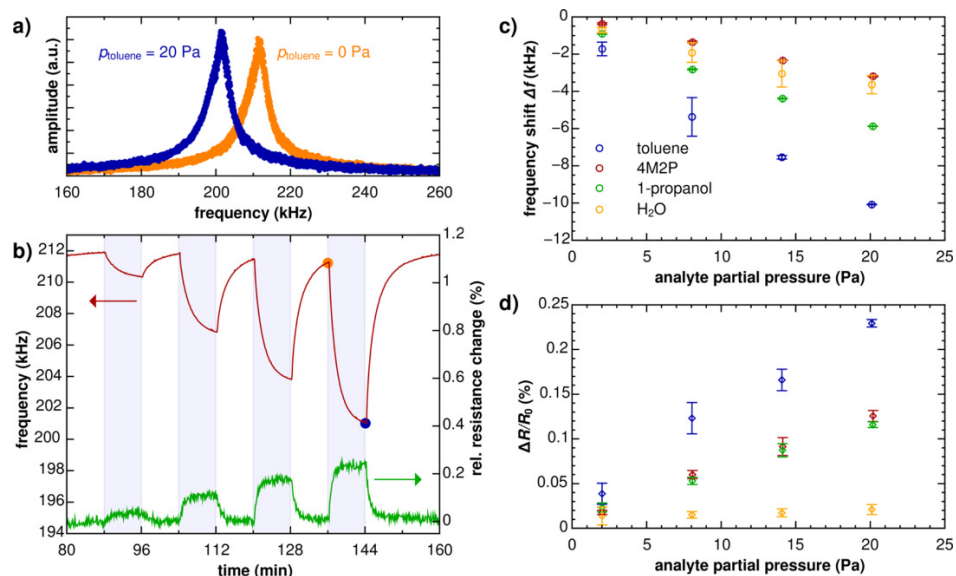 a)
p_toluene = 20 Pa
p_toluene = 0 Pa
amplitude (a.u.)
160 180 200 220 240 260
frequency (kHz)
b)
212
210
208
206
204
202
200
198
196
194
frequency (kHz)
1.2
1
0.8
0.6
0.4
0.2
0
rel. resistance change (%)
80 96 112 128 144 160
time (min)
c)
0
−2
−4
−6
−8
−10
−12
frequency shift Δf (kHz)
toluene
4M2P
1-propanol
H₂O
0 5 10 15 20 25
analyte partial pressure (Pa)
d)
0.25
0.2
0.15
0.1
0.05
0
ΔR/R₀ (%)
0 5 10 15 20 25
analyte partial pressure (Pa)